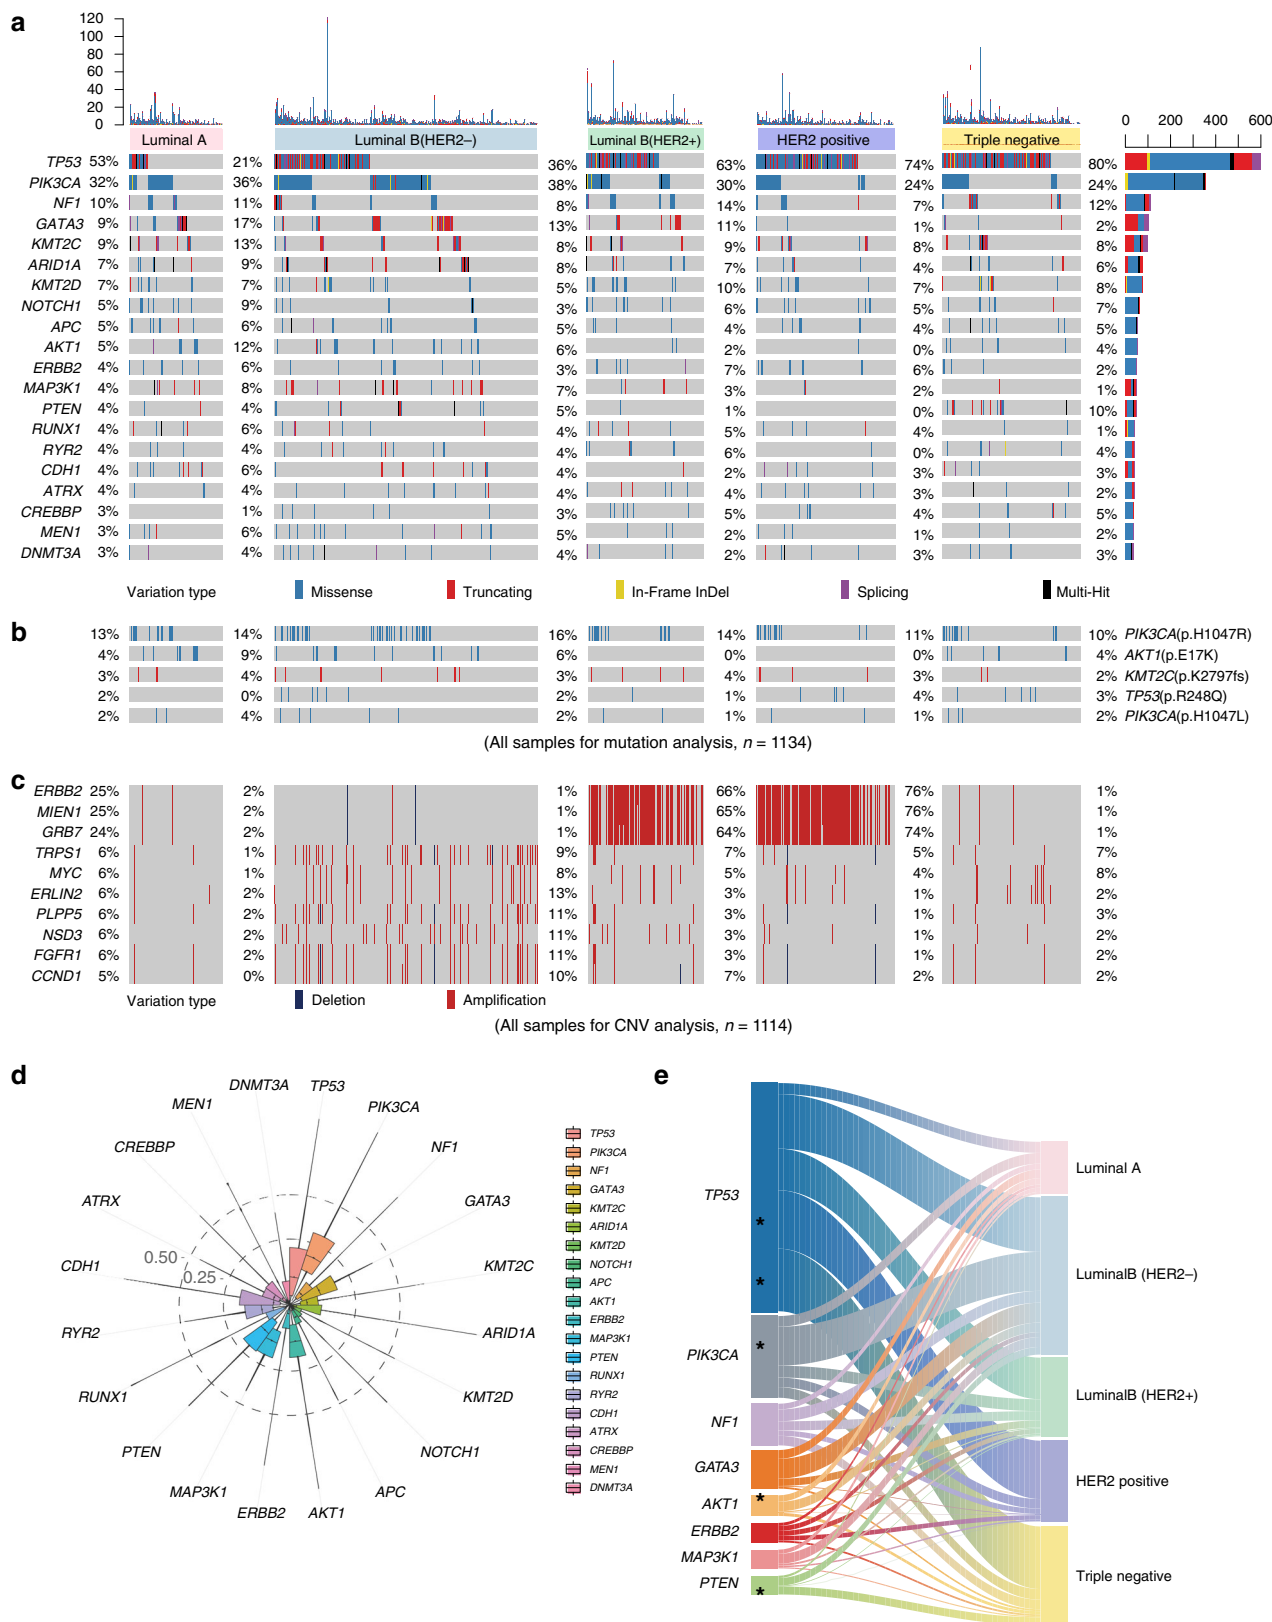 a
120
100
80
60
40
20
0
Luminal A
Luminal B(HER2–)
Luminal B(HER2+)
HER2 positive
Triple negative
0 200 400 600
TP53 53% 21% 36% 63% 74% 80%
PIK3CA 32% 36% 38% 30% 24% 24%
NF1 10% 11% 8% 14% 7% 12%
GATA3 9% 17% 13% 1% 1% 2%
KMT2C 9% 13% 8% 9% 8% 8%
ARID1A 7% 9% 8% 7% 4% 6%
KMT2D 7% 7% 5% 10% 7% 8%
NOTCH1 5% 9% 3% 6% 5% 7%
APC 5% 6% 5% 4% 4% 5%
AKT1 5% 12% 6% 2% 0% 4%
ERBB2 4% 6% 3% 7% 6% 2%
MAP3K1 4% 8% 7% 3% 2% 1%
PTEN 4% 4% 5% 1% 0% 10%
RUNX1 4% 6% 4% 5% 4% 1%
RYR2 4% 4% 4% 6% 0% 4%
CDH1 4% 6% 4% 2% 4% 3%
ATRX 4% 4% 4% 4% 3% 2%
CREBBP 3% 1% 3% 5% 4% 5%
MEN1 3% 6% 5% 2% 1% 2%
DNMT3A 3% 4% 4% 2% 3% 3%
Variation type Missense Truncating In-Frame InDel Splicing Multi-Hit
b
13% 14% 16% 14% 11% 10% PIK3CA(p.H1047R)
4% 9% 6% 0% 0% 4% AKT1(p.E17K)
3% 4% 3% 4% 3% 2% KMT2C(p.K2797fs)
2% 0% 2% 1% 4% 3% TP53(p.R248Q)
2% 4% 2% 1% 1% 2% PIK3CA(p.H1047L)
(All samples for mutation analysis, n = 1134)
c
ERBB2 25% 2% 1% 66% 76% 1%
MIEN1 25% 2% 1% 65% 76% 1%
GRB7 24% 2% 1% 64% 74% 1%
TRPS1 6% 1% 9% 7% 5% 7%
MYC 6% 1% 8% 5% 4% 8%
ERLIN2 6% 2% 13% 3% 1% 2%
PLPP5 6% 2% 11% 3% 1% 3%
NSD3 6% 2% 11% 3% 1% 2%
FGFR1 6% 2% 11% 3% 1% 2%
CCND1 5% 0% 10% 7% 2% 2%
Variation type Deletion Amplification
(All samples for CNV analysis, n = 1114)
d
DNMT3A
TP53
PIK3CA
NF1
GATA3
KMT2C
ARID1A
KMT2D
NOTCH1
APC
AKT1
ERBB2
MAP3K1
PTEN
RUNX1
RYR2
CDH1
ATRX
CREBBP
MEN1
0.50
0.25
TP53
PIK3CA
NF1
GATA3
KMT2C
ARID1A
KMT2D
NOTCH1
APC
AKT1
ERBB2
MAP3K1
PTEN
RUNX1
RYR2
CDH1
ATRX
CREBBP
MEN1
DNMT3A
e
TP53
*
*
PIK3CA
*
NF1
GATA3
AKT1
*
ERBB2
MAP3K1
PTEN
*
Luminal A
LuminalB (HER2–)
LuminalB (HER2+)
HER2 positive
Triple negative